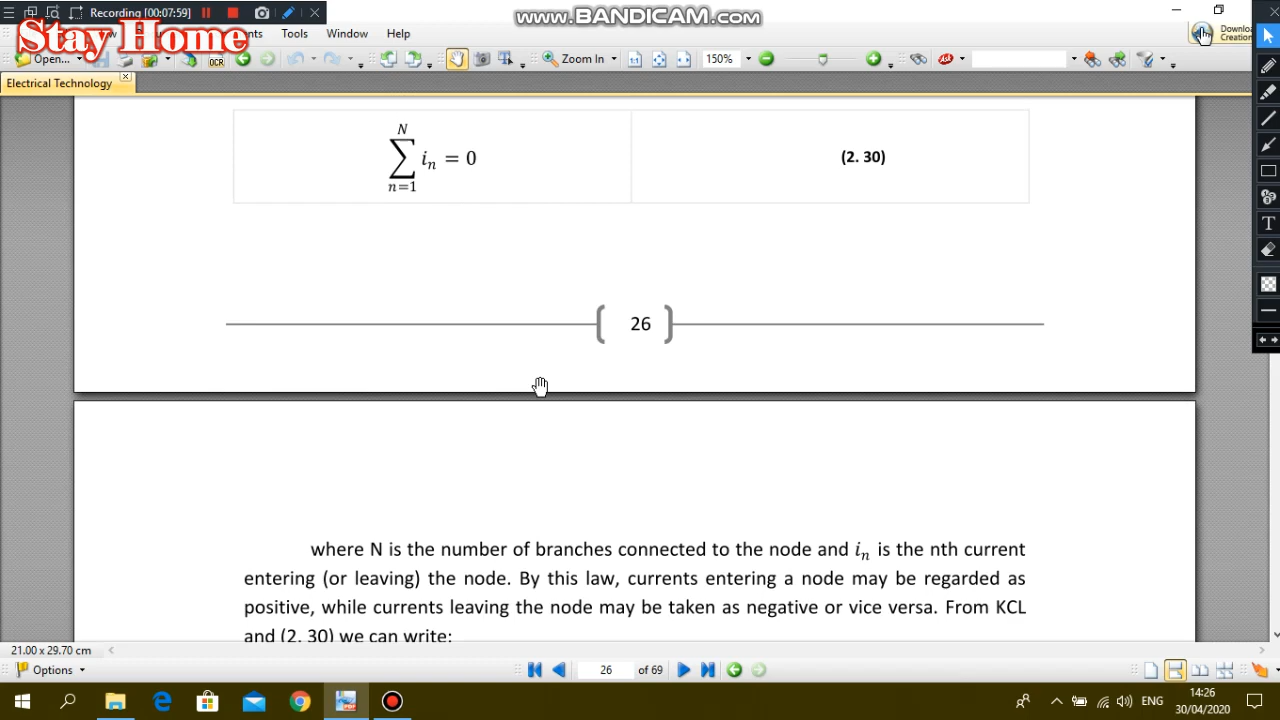 Recording [00:07:59]
www.BANDICAM.com
Stay Home
ents Tools Window Help
Downloa
Creation
Open... OCR Zoom In 150%
Electrical Technology
N
∑ iₙ = 0
n=1
(2. 30)
26
where N is the number of branches connected to the node and iₙ is the nth current
entering (or leaving) the node. By this law, currents entering a node may be regarded as
positive, while currents leaving the node may be taken as negative or vice versa. From KCL
and (2. 30) we can write:
21.00 x 29.70 cm
Options 26 of 69
ENG
14:26
30/04/2020